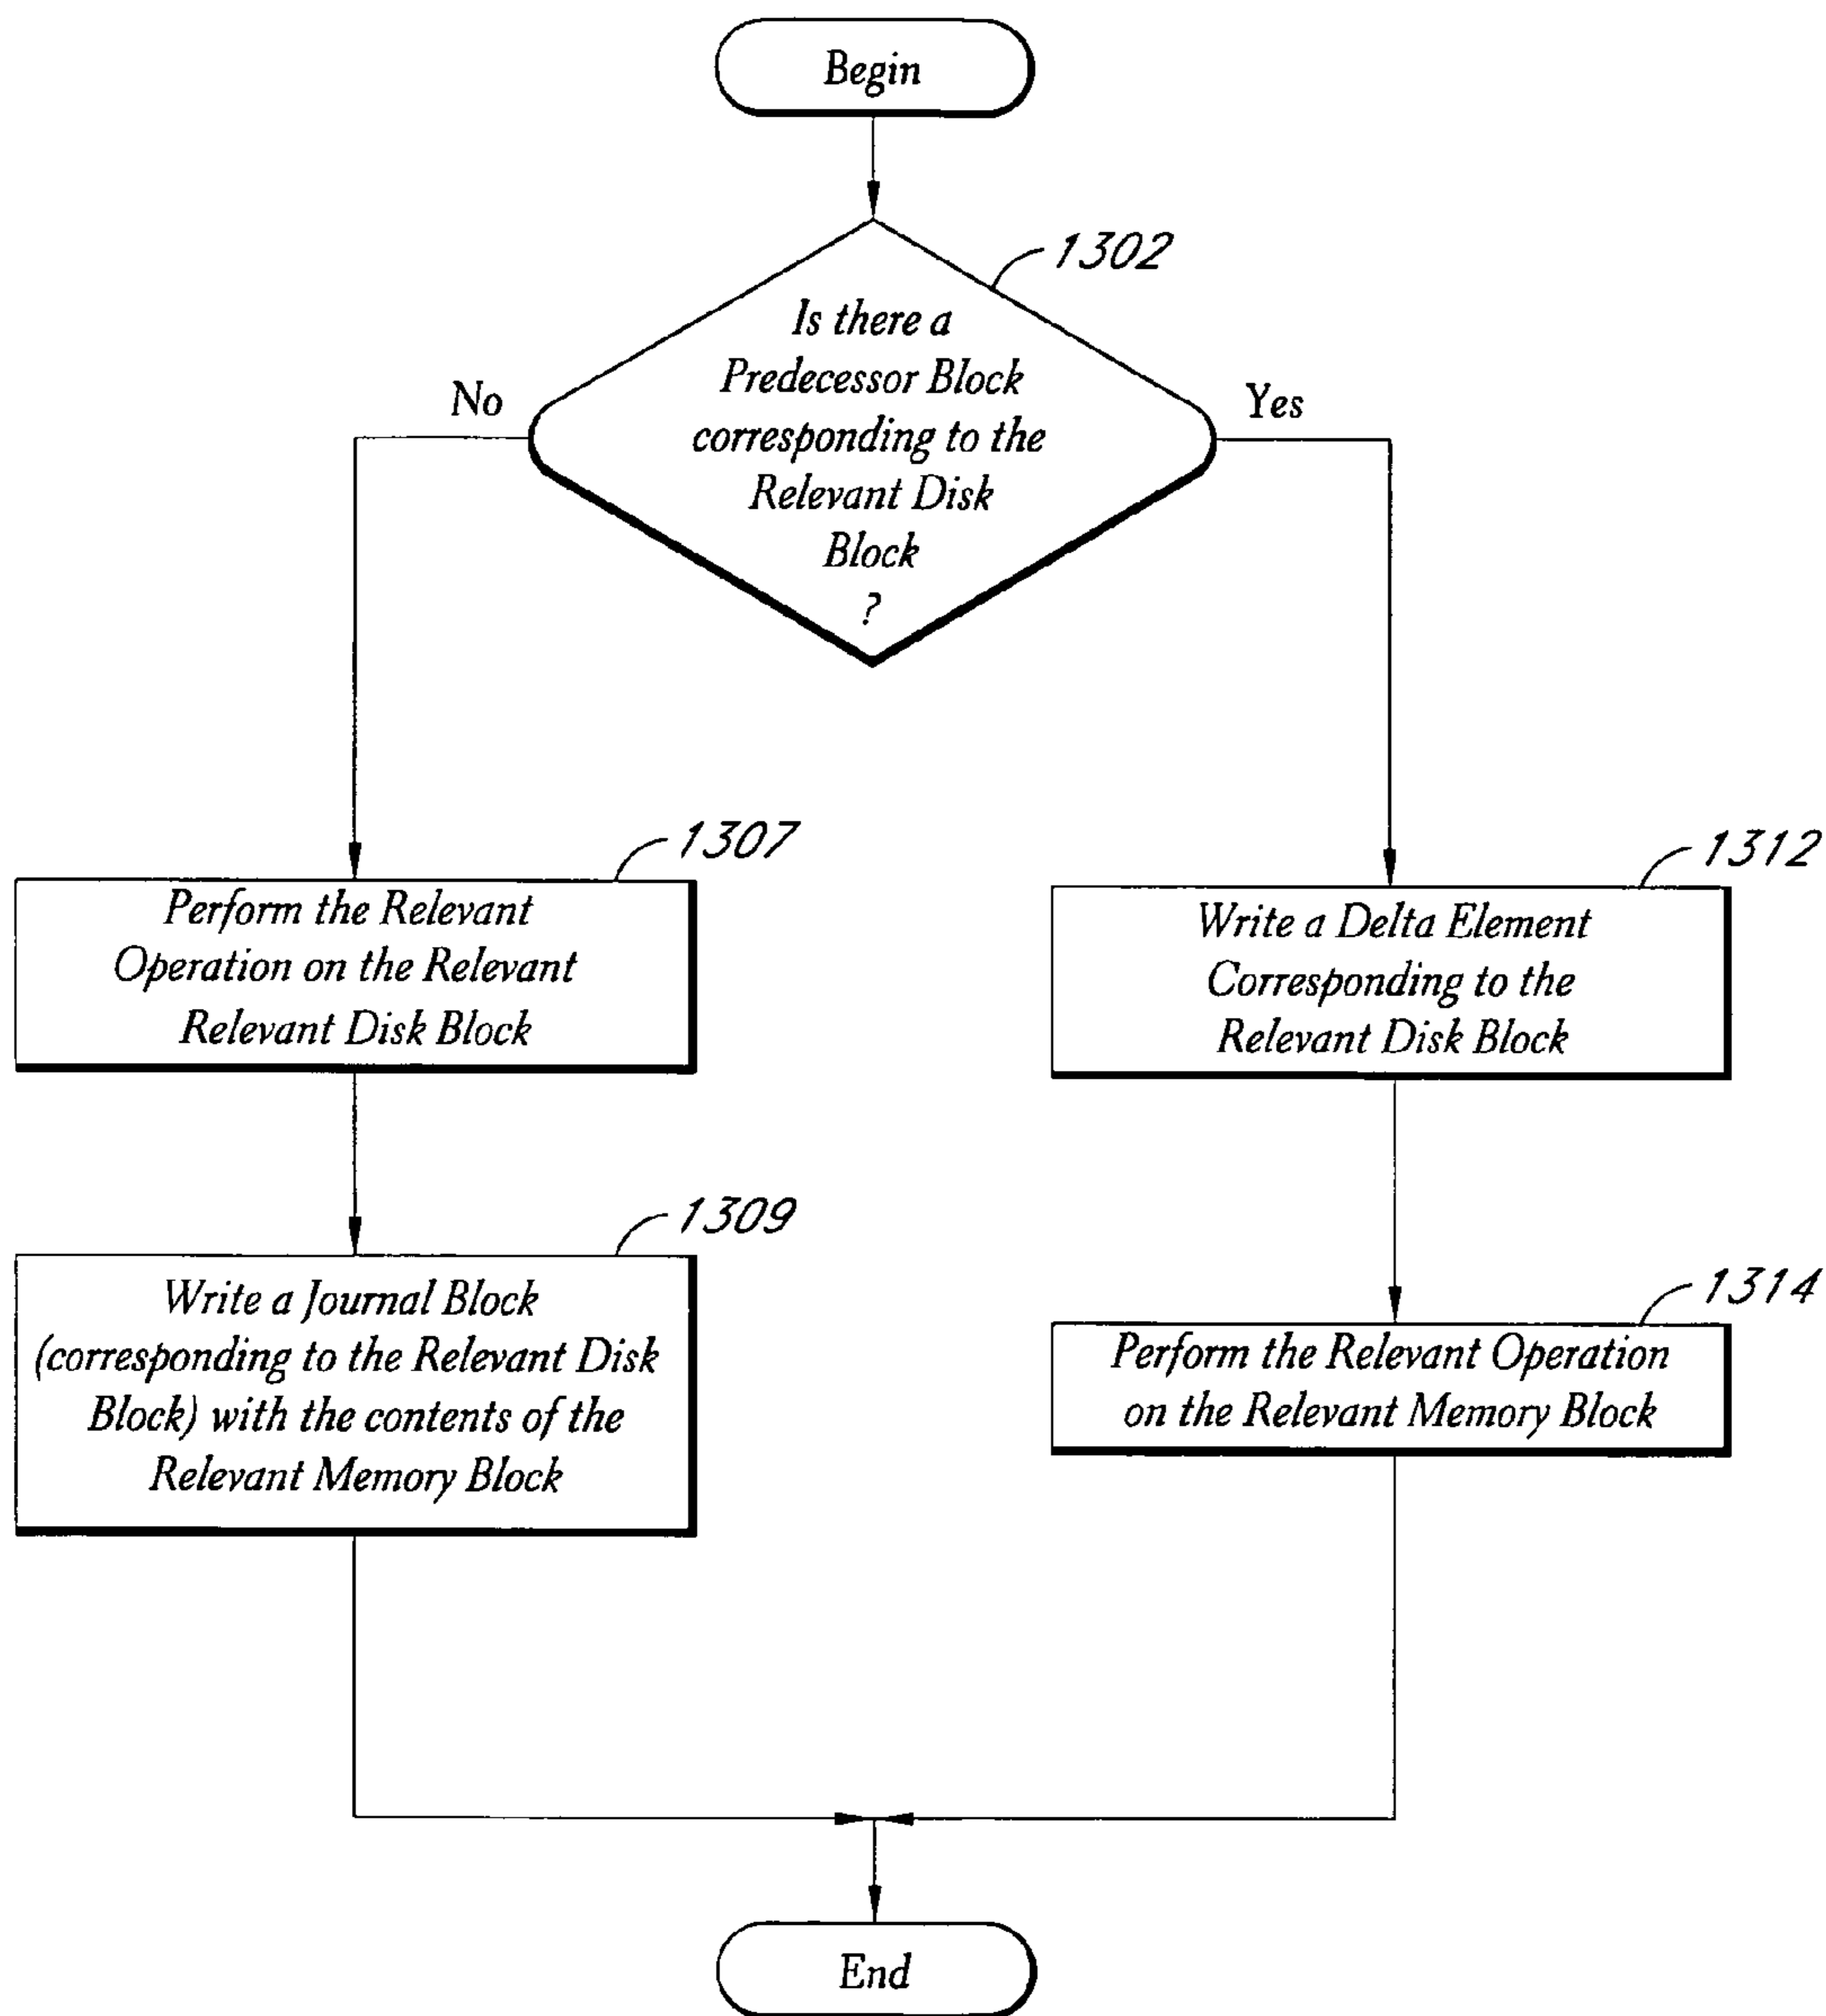 Begin
1302
Is there a
Predecessor Block
corresponding to the
Relevant Disk
Block
?
No
Yes
1307
Perform the Relevant
Operation on the Relevant
Relevant Disk Block
1309
Write a Journal Block
(corresponding to the Relevant Disk
Block) with the contents of the
Relevant Memory Block
1312
Write a Delta Element
Corresponding to the
Relevant Disk Block
1314
Perform the Relevant Operation
on the Relevant Memory Block
End